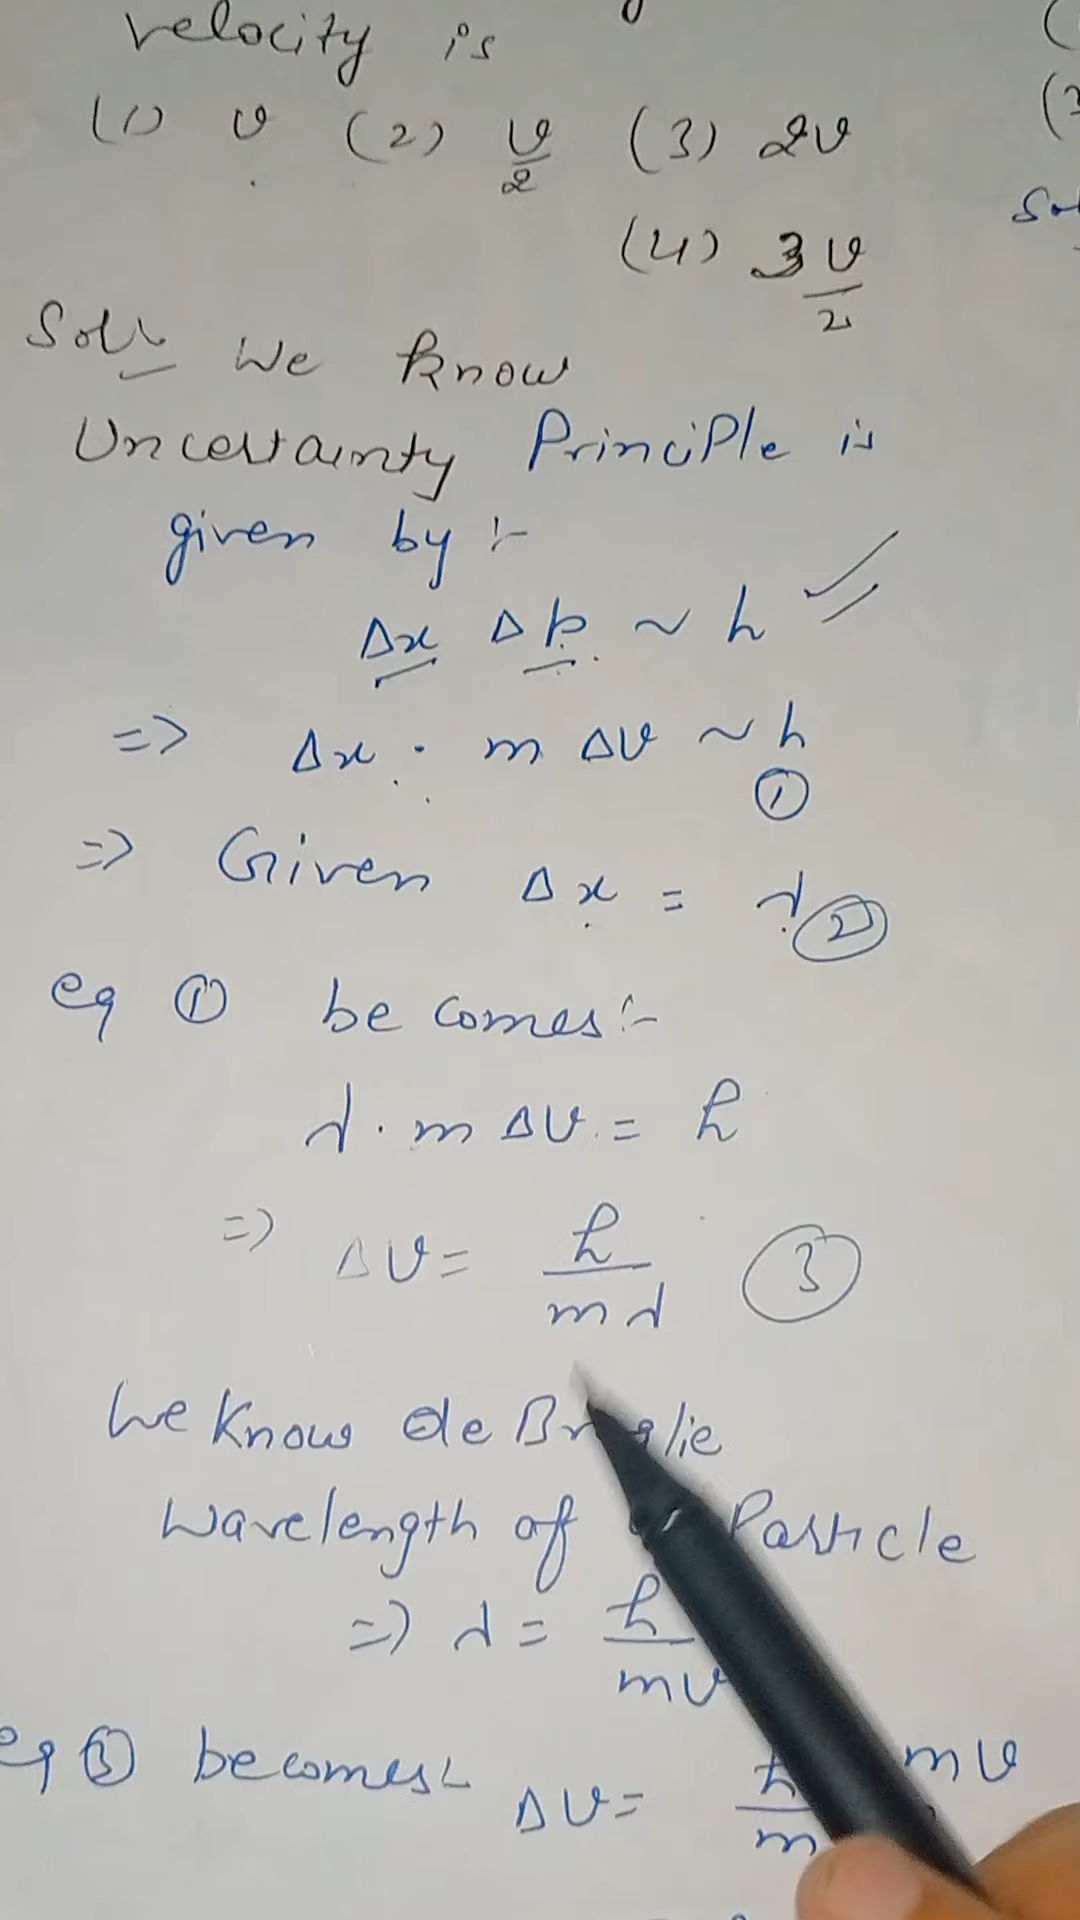 velocity is
(1) v (2) v/2 (3) 2v
(4) 3v/2
Sol:- We know
Uncertainty Principle is
given by :-
Δx Δp ~ h
=> Δx · m Δv ~ h
①
=> Given Δx = λ ②
eq ① becomes :-
λ · m Δv = h
=> Δv = h/mλ ③
We know de Broglie
Wavelength of Particle
=> λ = h/mv
eq ③ becomes:- Δv = h/m mv